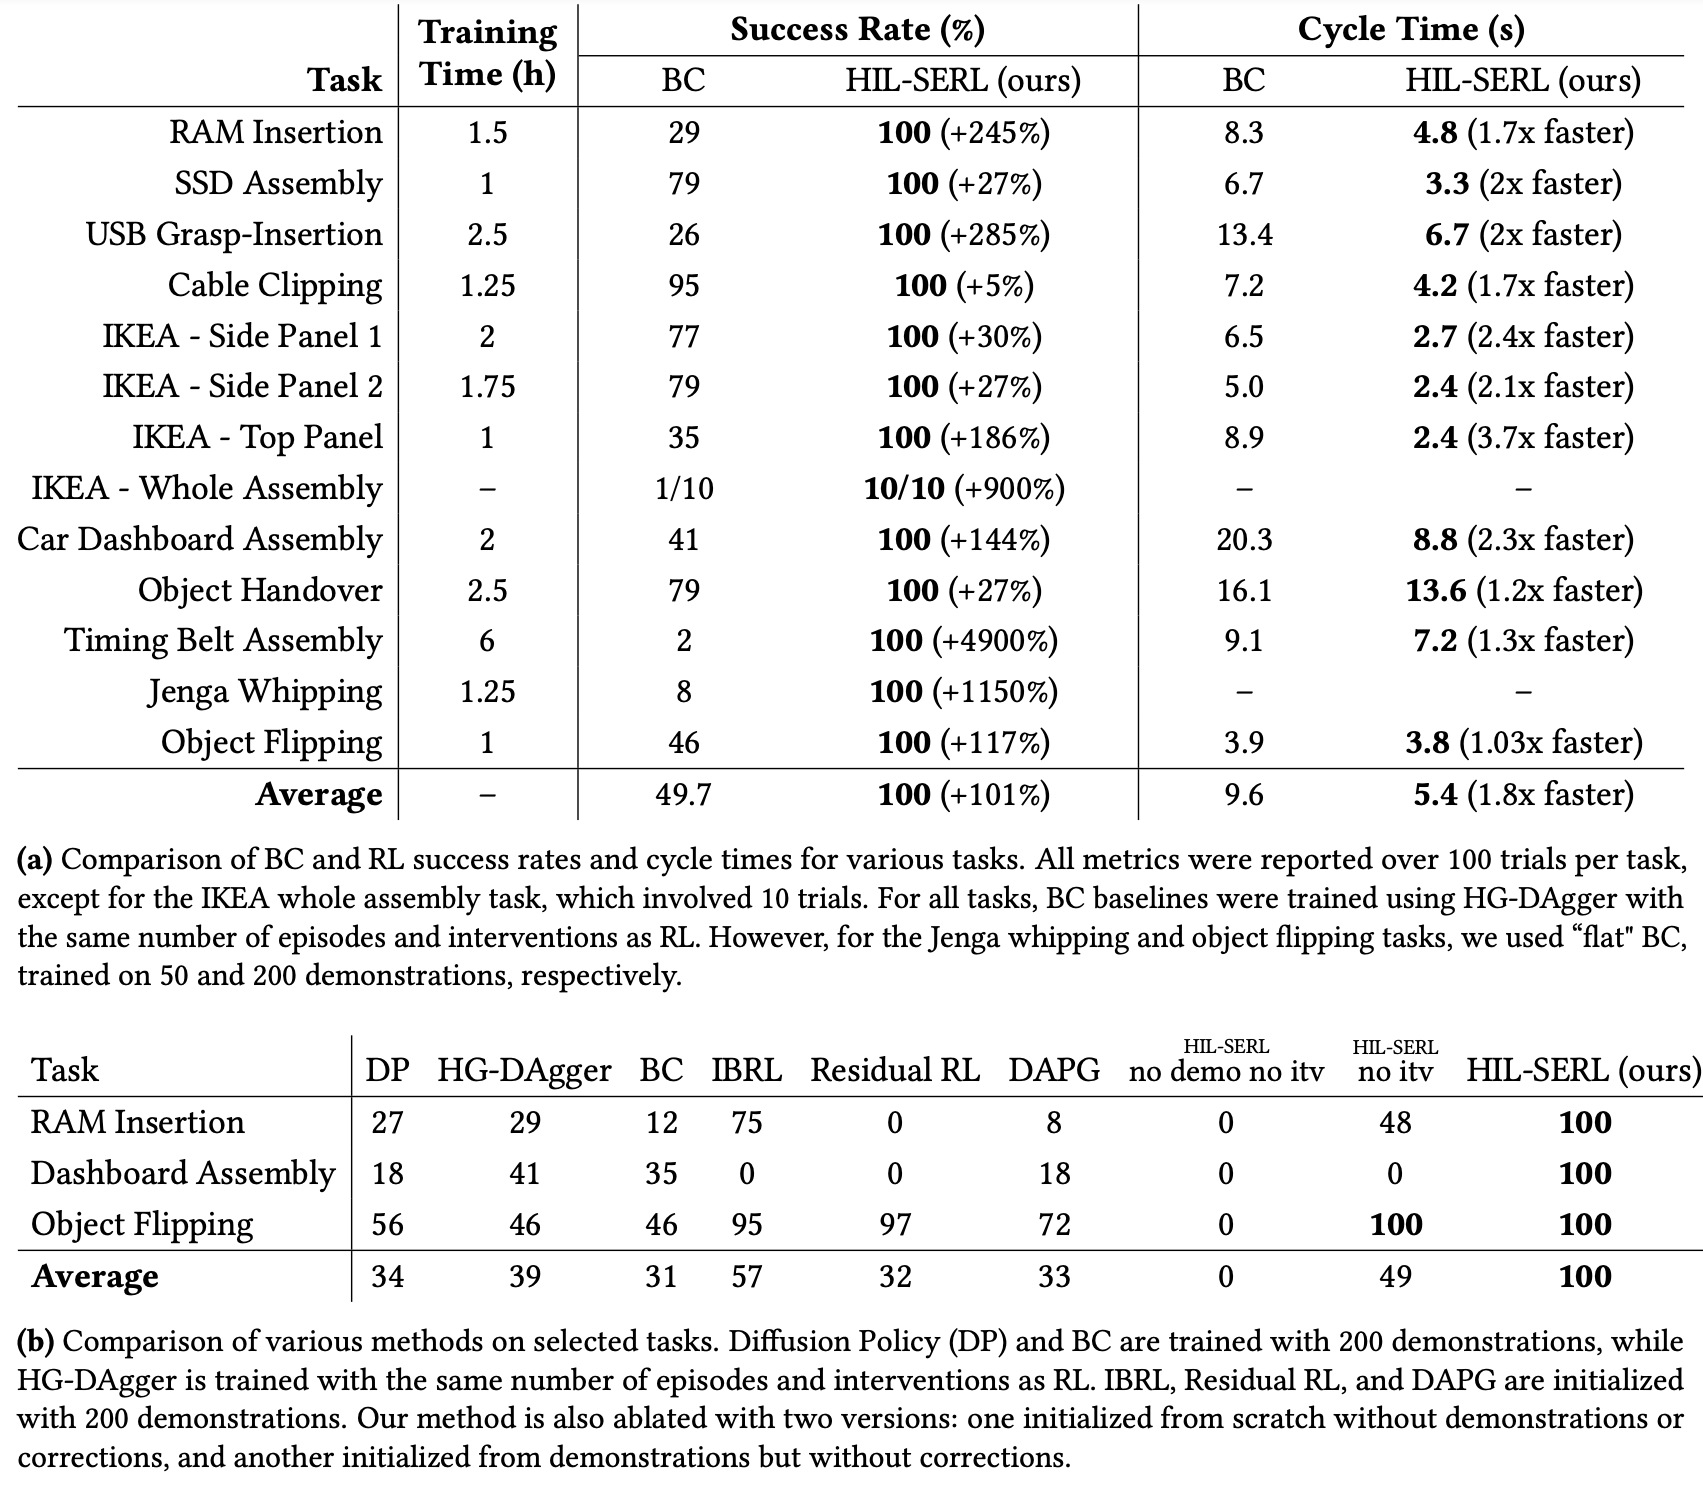 Task | Training Time (h) | Success Rate (%) | Cycle Time (s)
BC | HIL-SERL (ours) | BC | HIL-SERL (ours)
RAM Insertion | 1.5 | 29 | 100 (+245%) | 8.3 | 4.8 (1.7x faster)
SSD Assembly | 1 | 79 | 100 (+27%) | 6.7 | 3.3 (2x faster)
USB Grasp-Insertion | 2.5 | 26 | 100 (+285%) | 13.4 | 6.7 (2x faster)
Cable Clipping | 1.25 | 95 | 100 (+5%) | 7.2 | 4.2 (1.7x faster)
IKEA - Side Panel 1 | 2 | 77 | 100 (+30%) | 6.5 | 2.7 (2.4x faster)
IKEA - Side Panel 2 | 1.75 | 79 | 100 (+27%) | 5.0 | 2.4 (2.1x faster)
IKEA - Top Panel | 1 | 35 | 100 (+186%) | 8.9 | 2.4 (3.7x faster)
IKEA - Whole Assembly | – | 1/10 | 10/10 (+900%) | – | –
Car Dashboard Assembly | 2 | 41 | 100 (+144%) | 20.3 | 8.8 (2.3x faster)
Object Handover | 2.5 | 79 | 100 (+27%) | 16.1 | 13.6 (1.2x faster)
Timing Belt Assembly | 6 | 2 | 100 (+4900%) | 9.1 | 7.2 (1.3x faster)
Jenga Whipping | 1.25 | 8 | 100 (+1150%) | – | –
Object Flipping | 1 | 46 | 100 (+117%) | 3.9 | 3.8 (1.03x faster)
Average | – | 49.7 | 100 (+101%) | 9.6 | 5.4 (1.8x faster)
(a) Comparison of BC and RL success rates and cycle times for various tasks. All metrics were reported over 100 trials per task,
except for the IKEA whole assembly task, which involved 10 trials. For all tasks, BC baselines were trained using HG-DAgger with
the same number of episodes and interventions as RL. However, for the Jenga whipping and object flipping tasks, we used “flat" BC,
trained on 50 and 200 demonstrations, respectively.
Task | DP | HG-DAgger | BC | IBRL | Residual RL | DAPG | HIL-SERL no demo no itv | HIL-SERL no itv | HIL-SERL (ours)
RAM Insertion | 27 | 29 | 12 | 75 | 0 | 8 | 0 | 48 | 100
Dashboard Assembly | 18 | 41 | 35 | 0 | 0 | 18 | 0 | 0 | 100
Object Flipping | 56 | 46 | 46 | 95 | 97 | 72 | 0 | 100 | 100
Average | 34 | 39 | 31 | 57 | 32 | 33 | 0 | 49 | 100
(b) Comparison of various methods on selected tasks. Diffusion Policy (DP) and BC are trained with 200 demonstrations, while
HG-DAgger is trained with the same number of episodes and interventions as RL. IBRL, Residual RL, and DAPG are initialized
with 200 demonstrations. Our method is also ablated with two versions: one initialized from scratch without demonstrations or
corrections, and another initialized from demonstrations but without corrections.